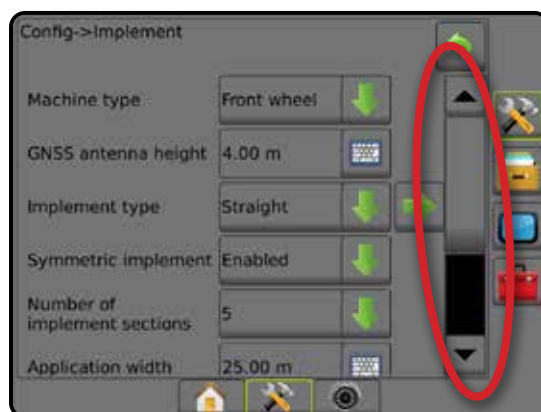 Config->Implement
Machine type Front wheel
GNSS antenna height 4.00 m
Implement type Straight
Symmetric implement Enabled
Number of
implement sections 5
Application width 25.00 m